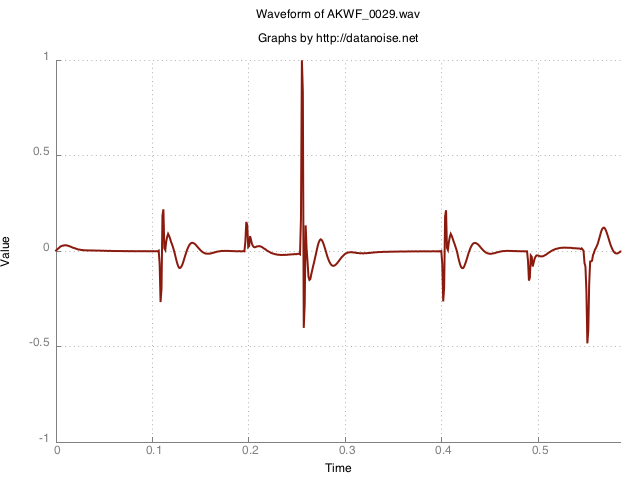 Waveform of AKWF_0029.wav
Graphs by http://datanoise.net
1
0.5
0
-0.5
-1
Value
0 0.1 0.2 0.3 0.4 0.5
Time